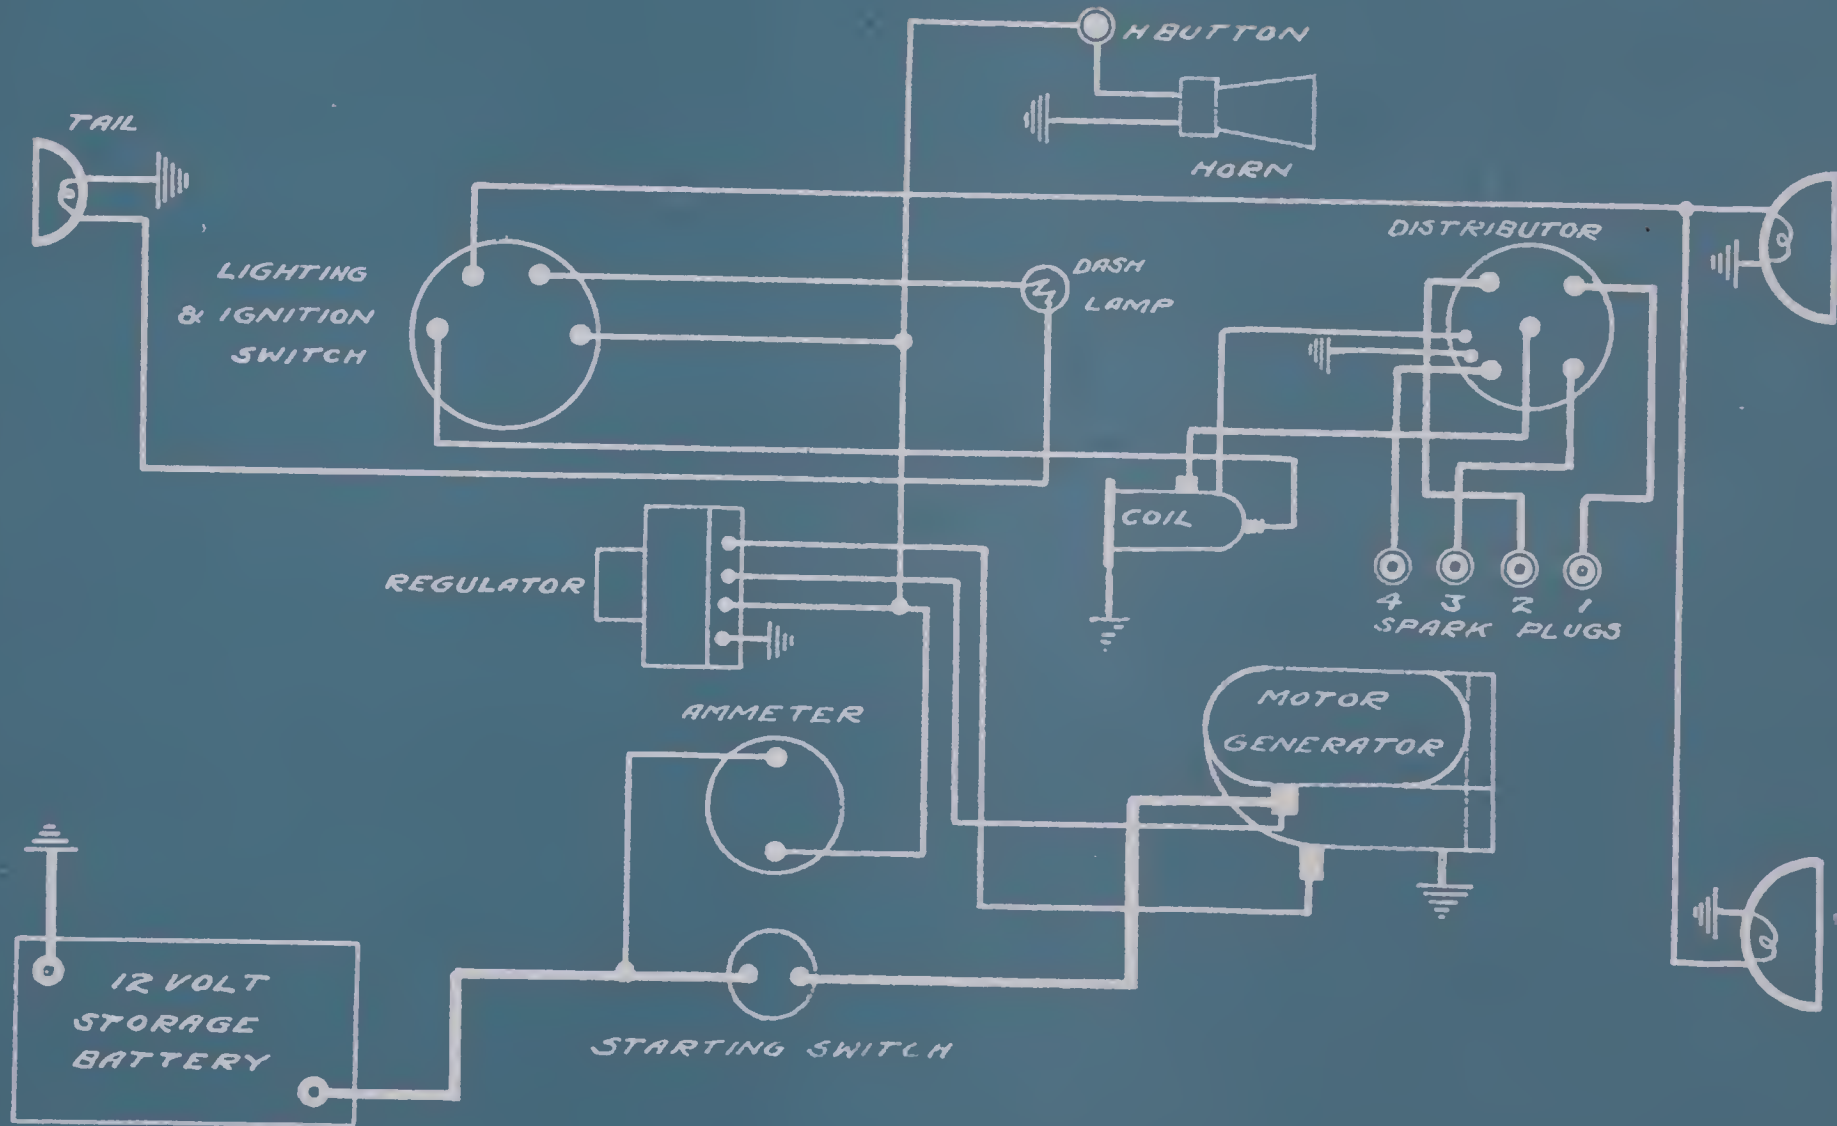 H BUTTON
HORN
TAIL
LIGHTING
& IGNITION
SWITCH
DASH
LAMP
DISTRIBUTOR
COIL
REGULATOR
4 3 2 1
SPARK PLUGS
AMMETER
MOTOR
GENERATOR
12 VOLT
STORAGE
BATTERY
STARTING SWITCH